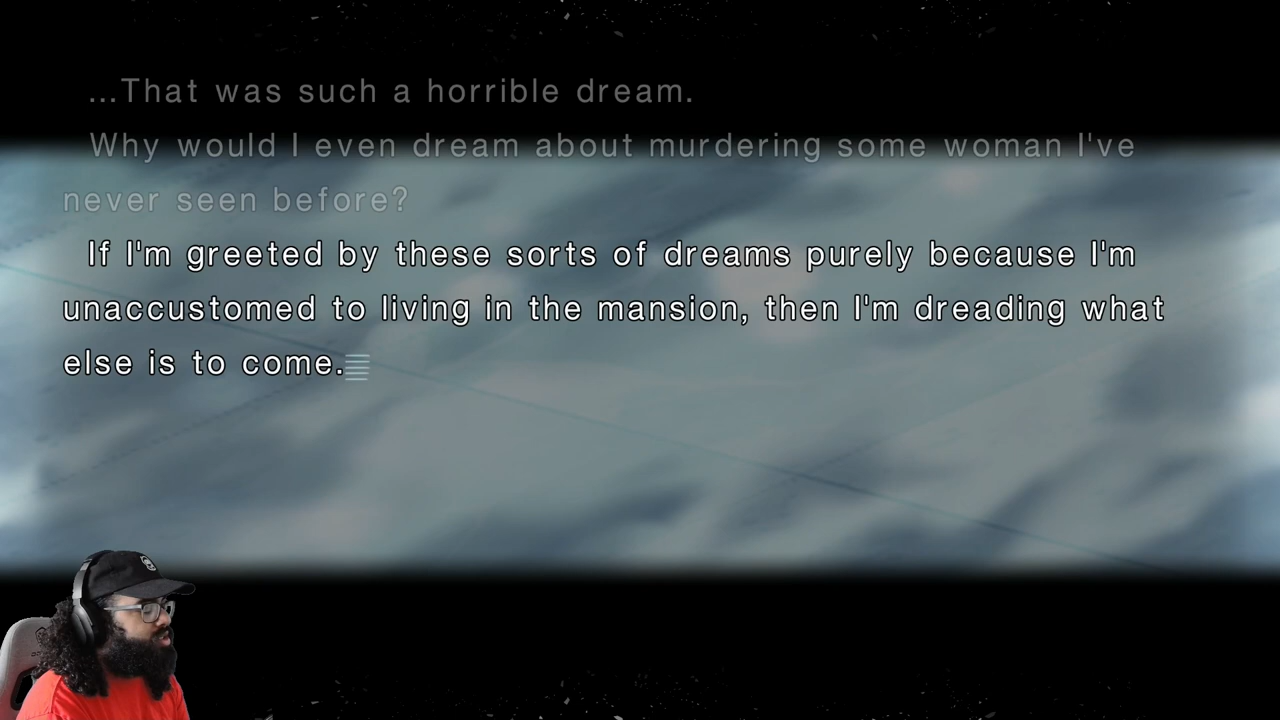 ...That was such a horrible dream.
Why would I even dream about murdering some woman I've
never seen before?
If I'm greeted by these sorts of dreams purely because I'm
unaccustomed to living in the mansion, then I'm dreading what
else is to come.